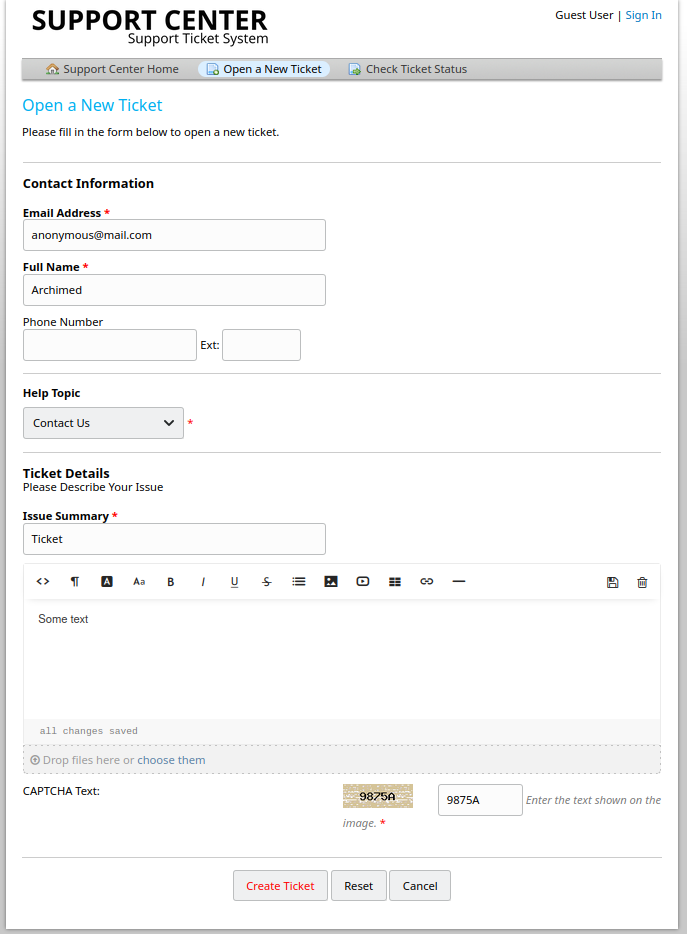 SUPPORT CENTER
Support Ticket System
Guest User | Sign In
Support Center Home Open a New Ticket Check Ticket Status
Open a New Ticket
Please fill in the form below to open a new ticket.
Contact Information
Email Address *
anonymous@mail.com
Full Name *
Archimed
Phone Number
Ext:
Help Topic
Contact Us *
Ticket Details
Please Describe Your Issue
Issue Summary *
Ticket
<> ¶ A Aa B I U S
Some text
all changes saved
Drop files here or choose them
CAPTCHA Text: 9875A 9875A Enter the text shown on the
image. *
Create Ticket Reset Cancel